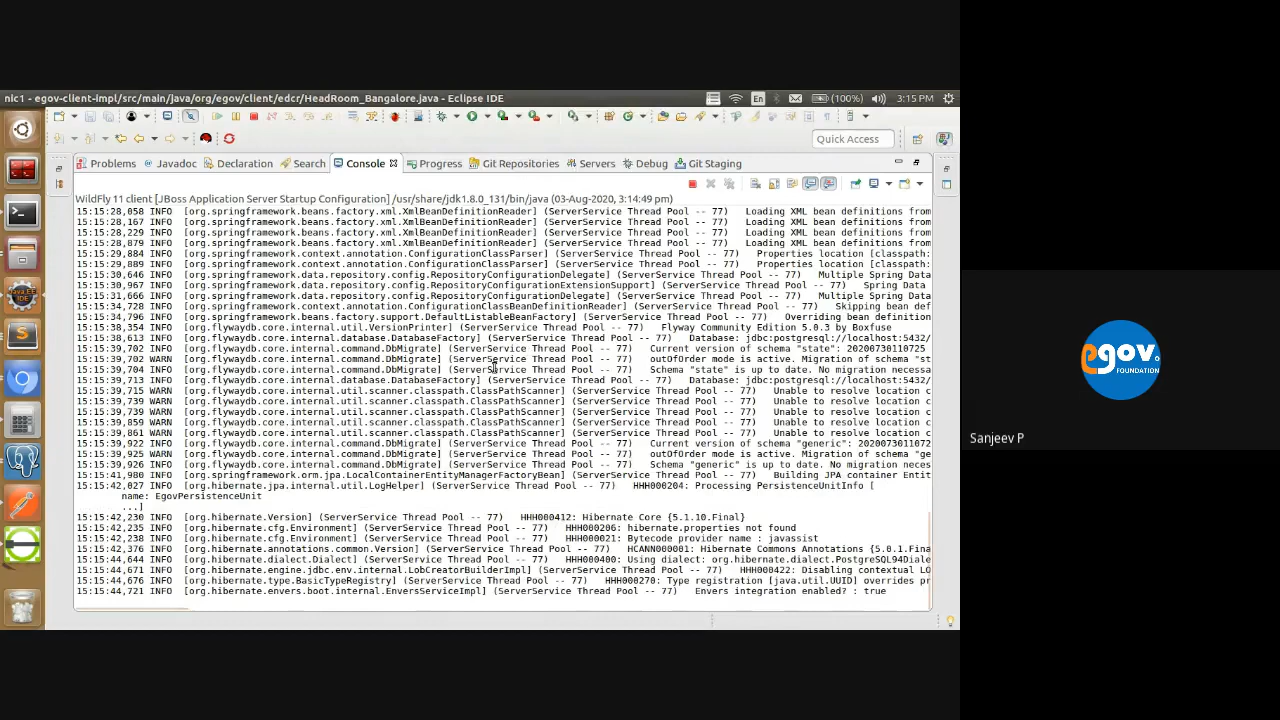 nic1 - egov-client-impl/src/main/java/org/egov/client/edcr/HeadRoom_Bangalore.java - Eclipse IDE
En (100%) 3:15 PM
Quick Access
Problems Javadoc Declaration Search Console Progress Git Repositories Servers Debug Git Staging
WildFly 11 client [JBoss Application Server Startup Configuration] /usr/share/jdk1.8.0_131/bin/java (03-Aug-2020, 3:14:49 pm)
15:15:28,058 INFO [org.springframework.beans.factory.xml.XmlBeanDefinitionReader] (ServerService Thread Pool -- 77) Loading XML bean definitions from
15:15:28,167 INFO [org.springframework.beans.factory.xml.XmlBeanDefinitionReader] (ServerService Thread Pool -- 77) Loading XML bean definitions from
15:15:28,229 INFO [org.springframework.beans.factory.xml.XmlBeanDefinitionReader] (ServerService Thread Pool -- 77) Loading XML bean definitions from
15:15:28,879 INFO [org.springframework.beans.factory.xml.XmlBeanDefinitionReader] (ServerService Thread Pool -- 77) Loading XML bean definitions from
15:15:29,884 INFO [org.springframework.context.annotation.ConfigurationClassParser] (ServerService Thread Pool -- 77) Properties location [classpath:
15:15:29,889 INFO [org.springframework.context.annotation.ConfigurationClassParser] (ServerService Thread Pool -- 77) Properties location [classpath:
15:15:30,646 INFO [org.springframework.data.repository.config.RepositoryConfigurationDelegate] (ServerService Thread Pool -- 77) Multiple Spring Data
15:15:30,967 INFO [org.springframework.data.repository.config.RepositoryConfigurationExtensionSupport] (ServerService Thread Pool -- 77) Spring Data
15:15:31,666 INFO [org.springframework.data.repository.config.RepositoryConfigurationDelegate] (ServerService Thread Pool -- 77) Multiple Spring Data
15:15:34,728 INFO [org.springframework.context.annotation.ConfigurationClassBeanDefinitionReader] (ServerService Thread Pool -- 77) Skipping bean def
15:15:34,796 INFO [org.springframework.beans.factory.support.DefaultListableBeanFactory] (ServerService Thread Pool -- 77) Overriding bean definition
15:15:38,354 INFO [org.flywaydb.core.internal.util.VersionPrinter] (ServerService Thread Pool -- 77) Flyway Community Edition 5.0.3 by Boxfuse
15:15:38,613 INFO [org.flywaydb.core.internal.database.DatabaseFactory] (ServerService Thread Pool -- 77) Database: jdbc:postgresql://localhost:5432/
15:15:39,702 INFO [org.flywaydb.core.internal.command.DbMigrate] (ServerService Thread Pool -- 77) Current version of schema "state": 20200730110725
15:15:39,702 WARN [org.flywaydb.core.internal.command.DbMigrate] (ServerService Thread Pool -- 77) outOfOrder mode is active. Migration of schema "st
15:15:39,704 INFO [org.flywaydb.core.internal.command.DbMigrate] (ServerService Thread Pool -- 77) Schema "state" is up to date. No migration necessa
15:15:39,713 INFO [org.flywaydb.core.internal.database.DatabaseFactory] (ServerService Thread Pool -- 77) Database: jdbc:postgresql://localhost:5432/
15:15:39,715 WARN [org.flywaydb.core.internal.util.scanner.classpath.ClassPathScanner] (ServerService Thread Pool -- 77) Unable to resolve location c
15:15:39,739 WARN [org.flywaydb.core.internal.util.scanner.classpath.ClassPathScanner] (ServerService Thread Pool -- 77) Unable to resolve location c
15:15:39,739 WARN [org.flywaydb.core.internal.util.scanner.classpath.ClassPathScanner] (ServerService Thread Pool -- 77) Unable to resolve location c
15:15:39,859 WARN [org.flywaydb.core.internal.util.scanner.classpath.ClassPathScanner] (ServerService Thread Pool -- 77) Unable to resolve location c
15:15:39,861 WARN [org.flywaydb.core.internal.util.scanner.classpath.ClassPathScanner] (ServerService Thread Pool -- 77) Unable to resolve location c
15:15:39,922 INFO [org.flywaydb.core.internal.command.DbMigrate] (ServerService Thread Pool -- 77) Current version of schema "generic": 2020073011072
15:15:39,925 WARN [org.flywaydb.core.internal.command.DbMigrate] (ServerService Thread Pool -- 77) outOfOrder mode is active. Migration of schema "ge
15:15:39,926 INFO [org.flywaydb.core.internal.command.DbMigrate] (ServerService Thread Pool -- 77) Schema "generic" is up to date. No migration neces
15:15:41,980 INFO [org.springframework.orm.jpa.LocalContainerEntityManagerFactoryBean] (ServerService Thread Pool -- 77) Building JPA container Entit
15:15:42,027 INFO [org.hibernate.jpa.internal.util.LogHelper] (ServerService Thread Pool -- 77) HHH000204: Processing PersistenceUnitInfo [
name: EgovPersistenceUnit
...]
15:15:42,230 INFO [org.hibernate.Version] (ServerService Thread Pool -- 77) HHH000412: Hibernate Core {5.1.10.Final}
15:15:42,235 INFO [org.hibernate.cfg.Environment] (ServerService Thread Pool -- 77) HHH000206: hibernate.properties not found
15:15:42,238 INFO [org.hibernate.cfg.Environment] (ServerService Thread Pool -- 77) HHH000021: Bytecode provider name : javassist
15:15:42,376 INFO [org.hibernate.annotations.common.Version] (ServerService Thread Pool -- 77) HCANN000001: Hibernate Commons Annotations {5.0.1.Fina
15:15:44,644 INFO [org.hibernate.dialect.Dialect] (ServerService Thread Pool -- 77) HHH000400: Using dialect: org.hibernate.dialect.PostgreSQL94Diale
15:15:44,671 INFO [org.hibernate.engine.jdbc.env.internal.LobCreatorBuilderImpl] (ServerService Thread Pool -- 77) HHH000422: Disabling contextual LO
15:15:44,676 INFO [org.hibernate.type.BasicTypeRegistry] (ServerService Thread Pool -- 77) HHH000270: Type registration [java.util.UUID] overrides pr
15:15:44,721 INFO [org.hibernate.envers.boot.internal.EnversServiceImpl] (ServerService Thread Pool -- 77) Envers integration enabled? : true
egov
FOUNDATION
Sanjeev P